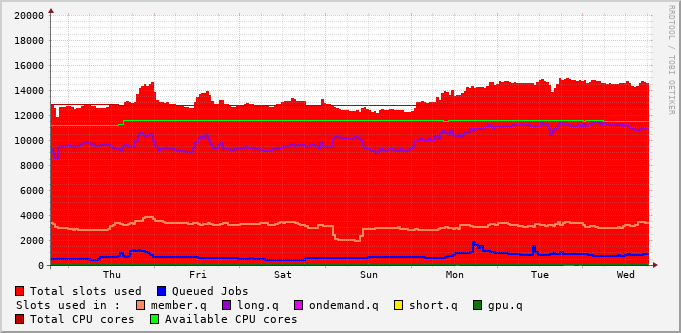 20000
18000
16000
14000
12000
10000
8000
6000
4000
2000
0
Thu Fri Sat Sun Mon Tue Wed
RRDTOOL / TOBI OETIKER
Total slots used Queued Jobs
Slots used in : member.q long.q ondemand.q short.q gpu.q
Total CPU cores Available CPU cores